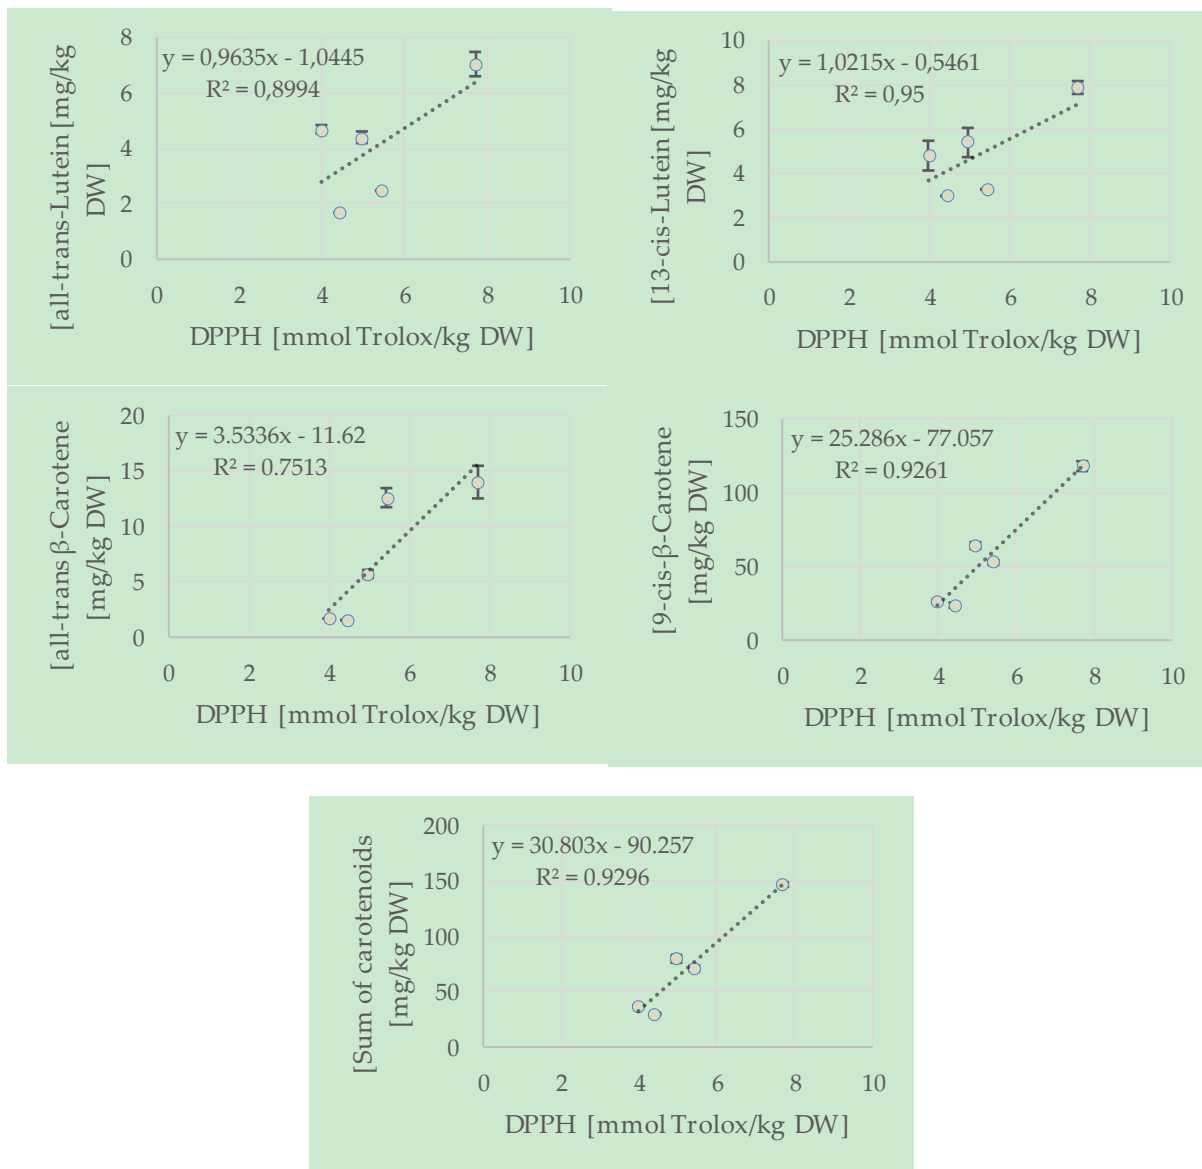 [all-trans-Lutein [mg/kg
DW]
y = 0,9635x - 1,0445
R² = 0,8994
8
6
4
2
0
0
2
4
6
8
10
DPPH [mmol Trolox/kg DW]
[13-cis-Lutein [mg/kg
DW]
y = 1,0215x - 0,5461
R² = 0,95
10
8
6
4
2
0
0
2
4
6
8
10
DPPH [mmol Trolox/kg DW]
[all-trans β-Carotene
[mg/kg DW]
y = 3.5336x - 11.62
R² = 0.7513
20
15
10
5
0
0
2
4
6
8
10
DPPH [mmol Trolox/kg DW]
[9-cis-β-Carotene
[mg/kg DW]
y = 25.286x - 77.057
R² = 0.9261
150
100
50
0
0
2
4
6
8
10
DPPH [mmol Trolox/kg DW]
[Sum of carotenoids
[mg/kg DW]
y = 30.803x - 90.257
R² = 0.9296
200
150
100
50
0
0
2
4
6
8
10
DPPH [mmol Trolox/kg DW]